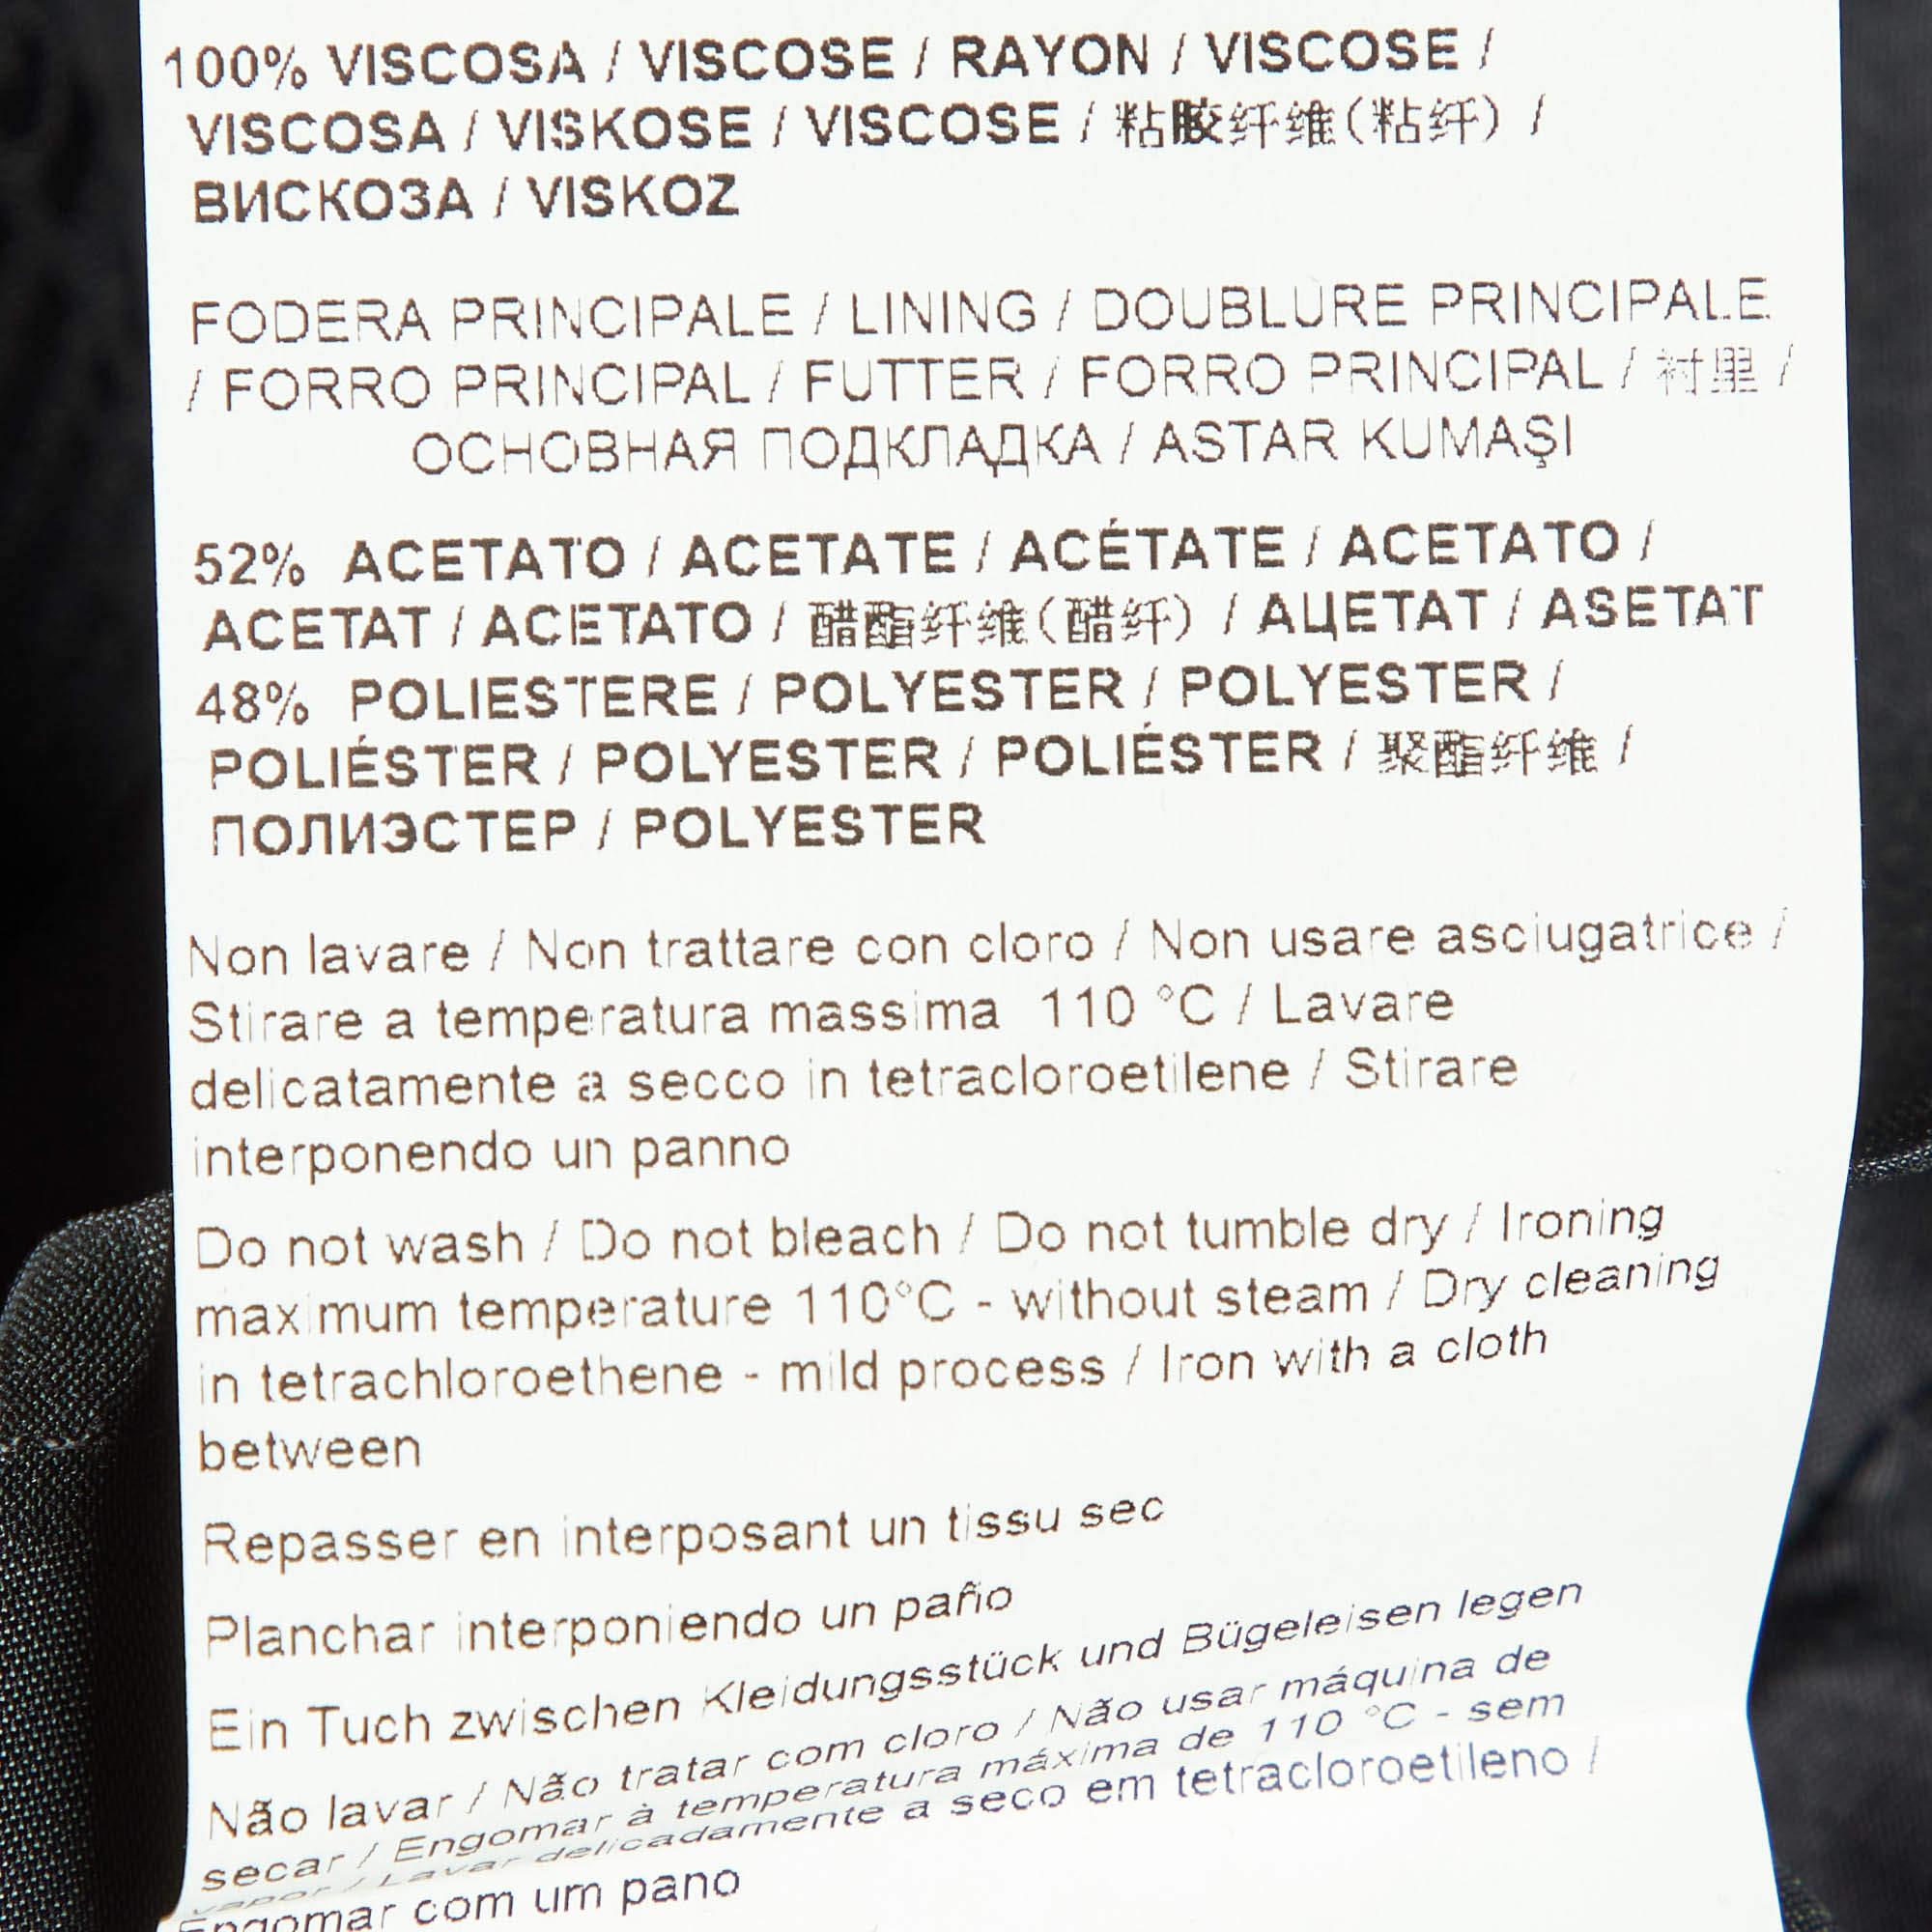 100% VISCOSA / VISCOSE / RAYON / VISCOSE /
VISCOSA / VISKOSE / VISCOSE / 粘胶纤维(粘纤) /
ВИСКОЗА / VISKOZ
FODERA PRINCIPALE / LINING / DOUBLURE PRINCIPALE
/ FORRO PRINCIPAL / FUTTER / FORRO PRINCIPAL / 衬里 /
ОСНОВНАЯ ПОДКЛАДКА / ASTAR KUMAŞI
52% ACETATO / ACETATE / ACÉTATE / ACETATO /
ACETAT / ACETATO / 醋酯纤维(醋纤) / АЦЕТАТ / ASETAT
48% POLIESTERE / POLYESTER / POLYESTER /
POLIÉSTER / POLYESTER / POLIÉSTER / 聚酯纤维 /
ПОЛИЭСТЕР / POLYESTER
Non lavare / Non trattare con cloro / Non usare asciugatrice /
Stirare a temperatura massima 110 °C / Lavare
delicatamente a secco in tetracloroetilene / Stirare
interponendo un panno
Do not wash / Do not bleach / Do not tumble dry / Ironing
maximum temperature 110°C - without steam / Dry cleaning
in tetrachloroethene - mild process / Iron with a cloth
between
Repasser en interposant un tissu sec
Planchar interponiendo un paño
Ein Tuch zwischen Kleidungsstück und Bügeleisen legen
Não lavar / Não tratar com cloro / Não usar máquina de
secar / Engomar à temperatura máxima de 110 °C - sem
vapor / Lavar delicadamente a seco em tetracloroetileno /
Engomar com um pano